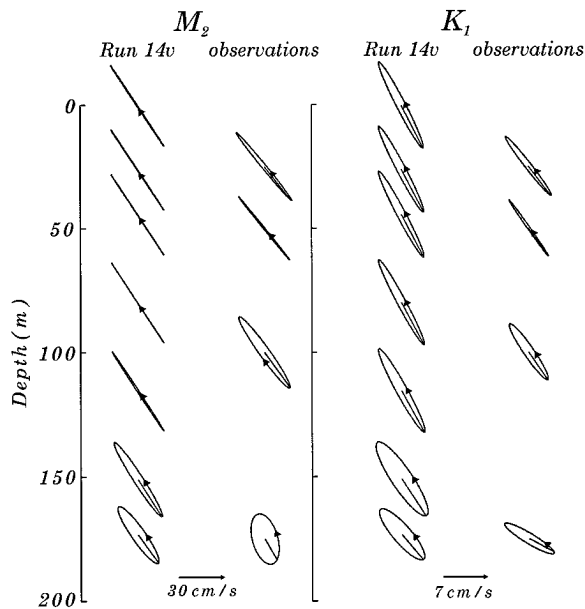 M₂
K₁
Run 14v observations
Run 14v observations
0
50
100
150
200
Depth (m)
30 cm/s
7 cm/s